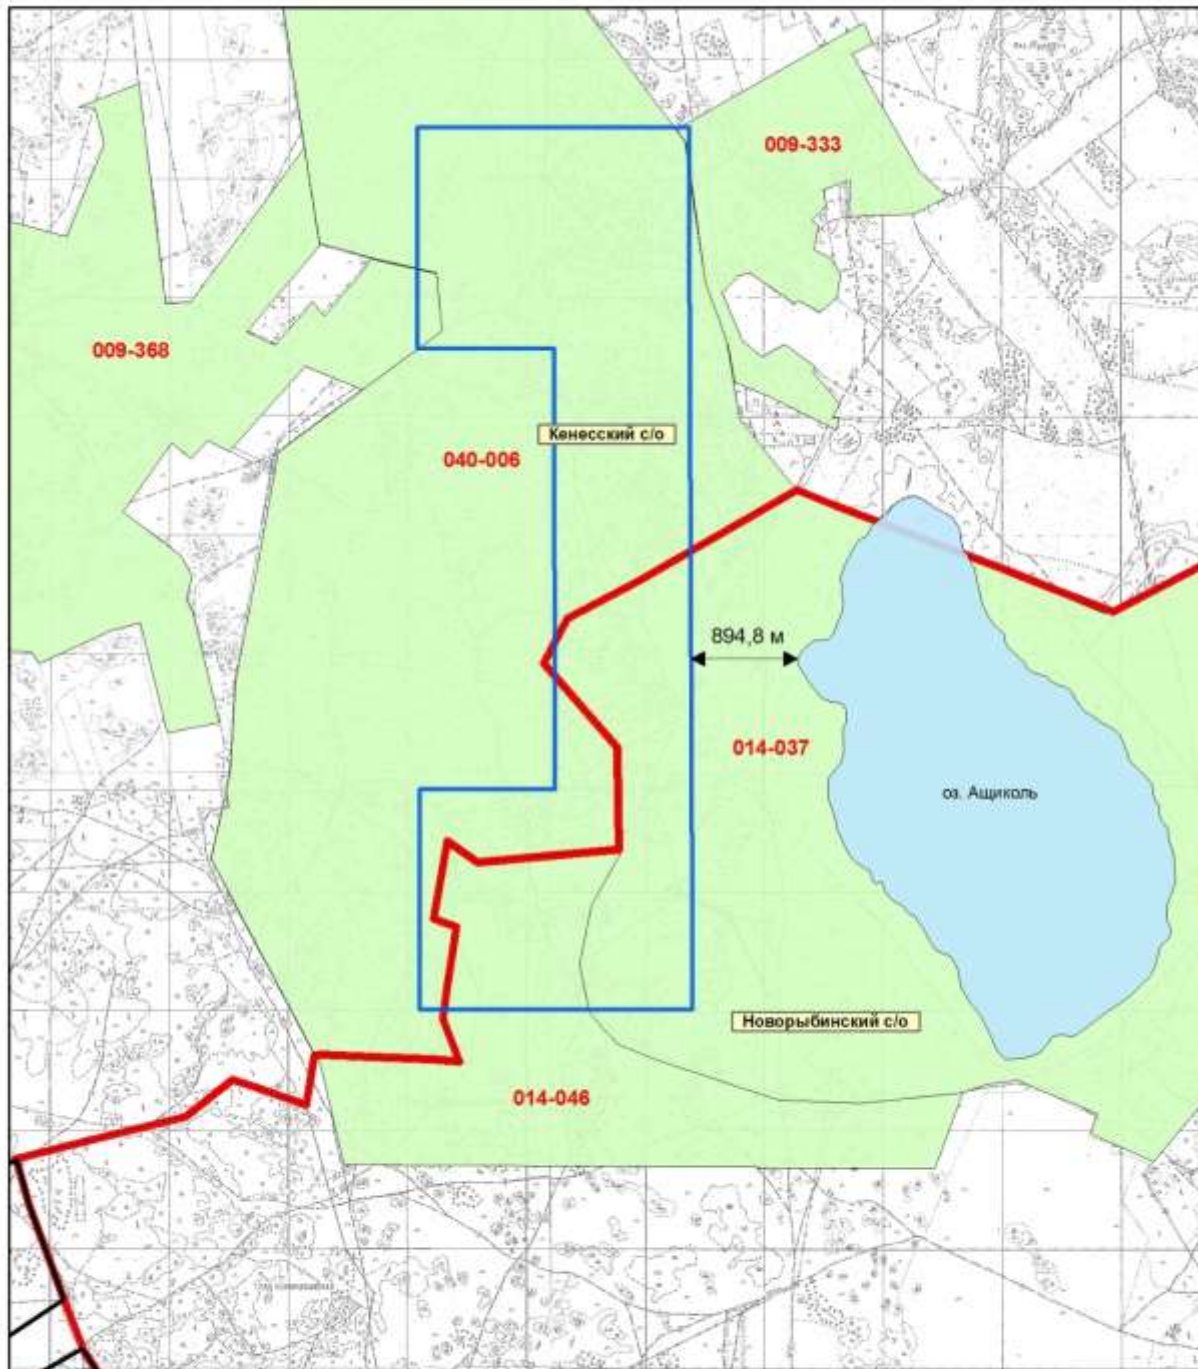 009-333
009-368
Кенесский с/о
040-006
894,8 м
014-037
оз. Ащиколь
Новорыбинский с/о
014-046